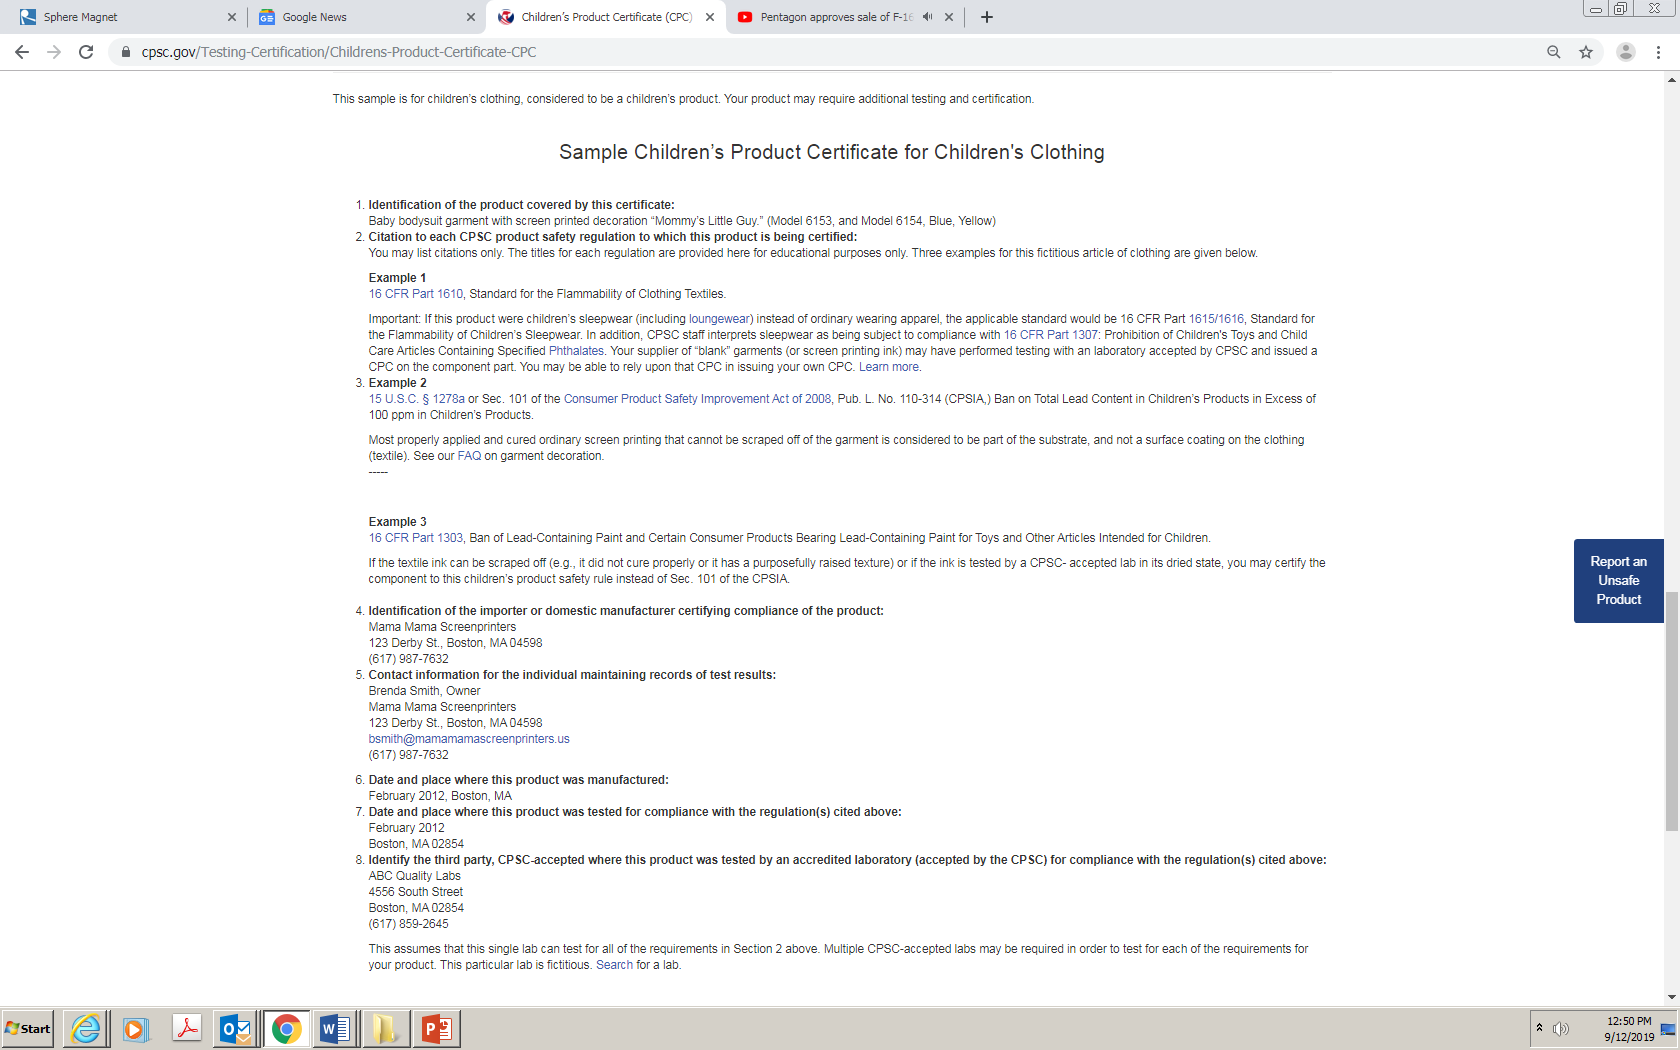 Sphere Magnet
Google News
Children's Product Certificate (CPC)
Pentagon approves sale of F-16
cpsc.gov/Testing-Certification/Childrens-Product-Certificate-CPC
This sample is for children's clothing, considered to be a children's product. Your product may require additional testing and certification.
Sample Children's Product Certificate for Children's Clothing
1. Identification of the product covered by this certificate:
Baby bodysuit garment with screen printed decoration “Mommy's Little Guy.” (Model 6153, and Model 6154, Blue, Yellow)
2. Citation to each CPSC product safety regulation to which this product is being certified:
You may list citations only. The titles for each regulation are provided here for educational purposes only. Three examples for this fictitious article of clothing are given below.
Example 1
16 CFR Part 1610, Standard for the Flammability of Clothing Textiles.
Important: If this product were children's sleepwear (including loungewear) instead of ordinary wearing apparel, the applicable standard would be 16 CFR Part 1615/1616, Standard for
the Flammability of Children's Sleepwear. In addition, CPSC staff interprets sleepwear as being subject to compliance with 16 CFR Part 1307: Prohibition of Children's Toys and Child
Care Articles Containing Specified Phthalates. Your supplier of “blank” garments (or screen printing ink) may have performed testing with an laboratory accepted by CPSC and issued a
CPC on the component part. You may be able to rely upon that CPC in issuing your own CPC. Learn more.
3. Example 2
15 U.S.C. § 1278a or Sec. 101 of the Consumer Product Safety Improvement Act of 2008, Pub. L. No. 110-314 (CPSIA,) Ban on Total Lead Content in Children's Products in Excess of
100 ppm in Children's Products.
Most properly applied and cured ordinary screen printing that cannot be scraped off of the garment is considered to be part of the substrate, and not a surface coating on the clothing
(textile). See our FAQ on garment decoration.
-----
Example 3
16 CFR Part 1303, Ban of Lead-Containing Paint and Certain Consumer Products Bearing Lead-Containing Paint for Toys and Other Articles Intended for Children.
If the textile ink can be scraped off (e.g., it did not cure properly or it has a purposefully raised texture) or if the ink is tested by a CPSC- accepted lab in its dried state, you may certify the
component to this children's product safety rule instead of Sec. 101 of the CPSIA.
Report an
Unsafe
Product
4. Identification of the importer or domestic manufacturer certifying compliance of the product:
Mama Mama Screenprinters
123 Derby St., Boston, MA 04598
(617) 987-7632
5. Contact information for the individual maintaining records of test results:
Brenda Smith, Owner
Mama Mama Screenprinters
123 Derby St., Boston, MA 04598
bsmith@mamamamascreenprinters.us
(617) 987-7632
6. Date and place where this product was manufactured:
February 2012, Boston, MA
7. Date and place where this product was tested for compliance with the regulation(s) cited above:
February 2012
Boston, MA 02854
8. Identify the third party, CPSC-accepted where this product was tested by an accredited laboratory (accepted by the CPSC) for compliance with the regulation(s) cited above:
ABC Quality Labs
4556 South Street
Boston, MA 02854
(617) 859-2645
This assumes that this single lab can test for all of the requirements in Section 2 above. Multiple CPSC-accepted labs may be required in order to test for each of the requirements for
your product. This particular lab is fictitious. Search for a lab.
Start
12:50 PM
9/12/2019